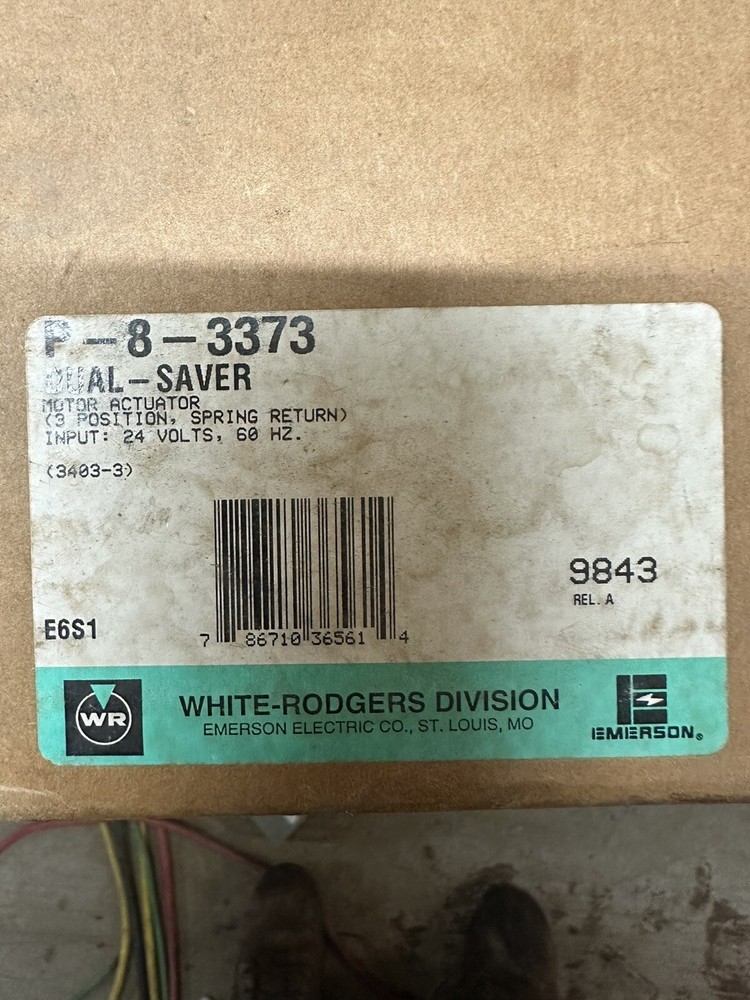 P-8-3373
DUAL-SAVER
MOTOR ACTUATOR
(3 POSITION, SPRING RETURN)
INPUT: 24 VOLTS, 60 HZ.
(3403-3)
9843
REL. A
E6S1
7 86710 36561 4
WR
WHITE-RODGERS DIVISION
EMERSON ELECTRIC CO., ST. LOUIS, MO
EMERSON®